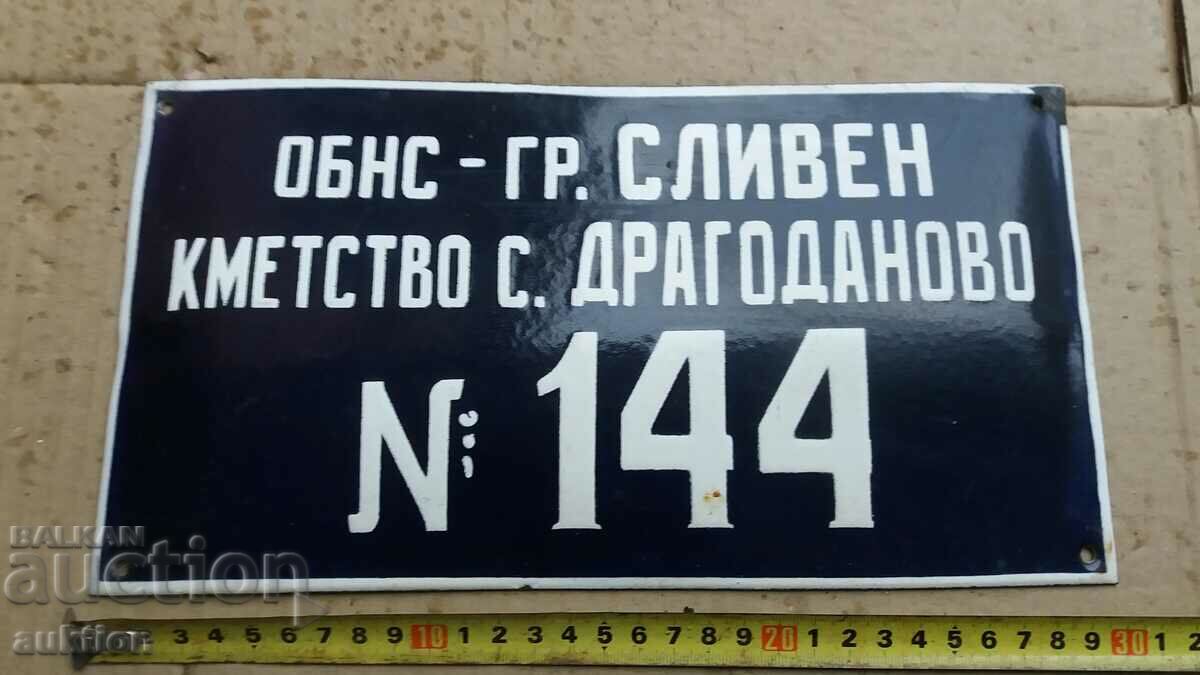 ОБНС - ГР. СЛИВЕН
КМЕТСТВО С. ДРАГОДАНОВО
№ 144
BALKAN
auction
auktion
3 4 5 6 7 8 9 10 1 2 3 4 5 6 7 8 9 20 1 2 3 4 5 6 7 8 9 30 1 2